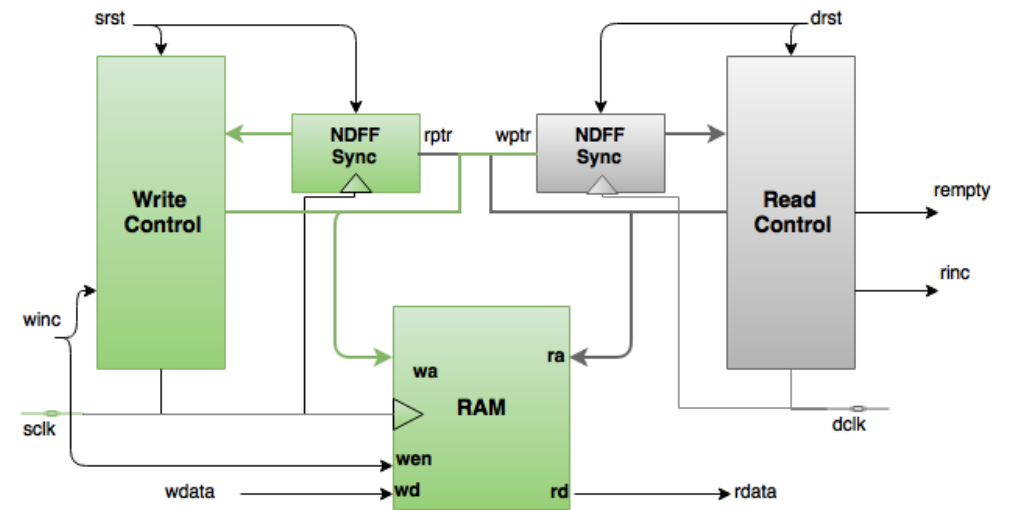 srst
drst
NDFF
Sync
rptr
wptr
NDFF
Sync
Write
Control
Read
Control
rempty
rinc
winc
wa
ra
RAM
sclk
dclk
wen
wdata
wd
rd
rdata